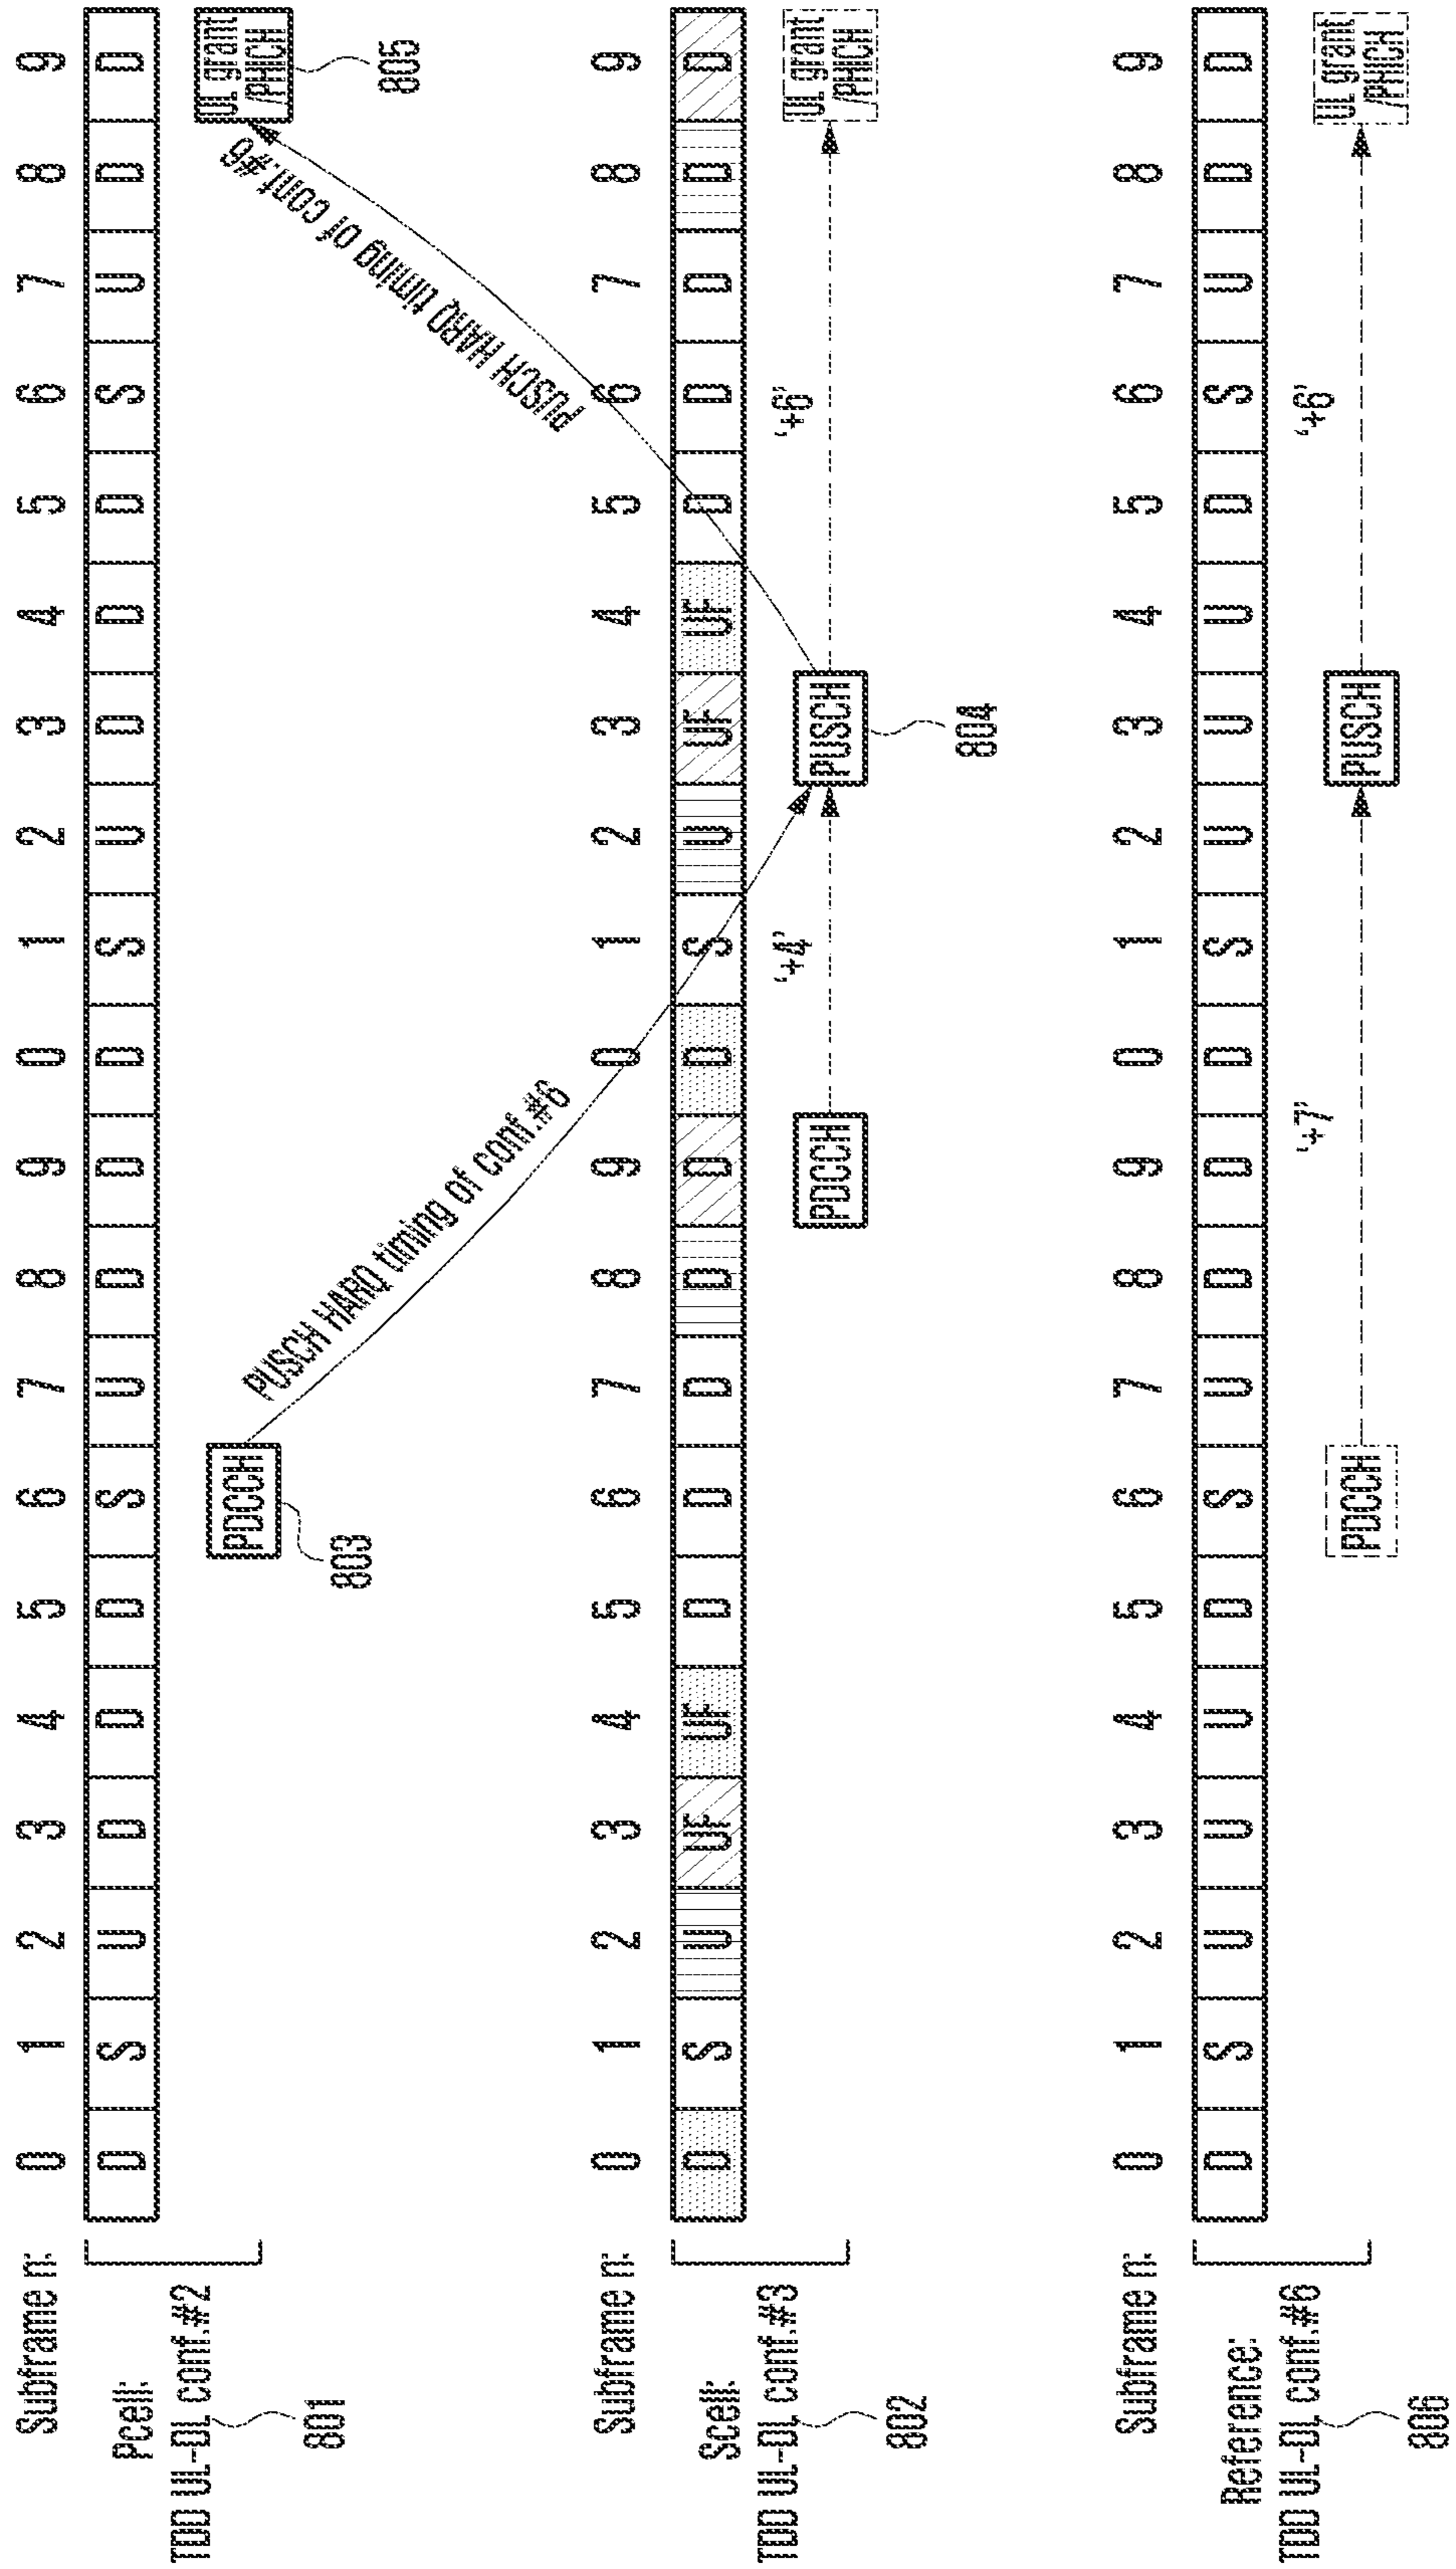 Subframe n: 0 1 2 3 4 5 6 7 8 9 0 1 2 3 4 5 6 7 8 9
Pcell: D S U D D D S U D D D S U D D D S U D D
TDD UL-DL conf.#2
801
PDCCH
803
PUSCH HARQ timing of conf.#6
PUSCH HARQ timing of conf.#6
UL grant
/PHICH
805
Subframe n: 0 1 2 3 4 5 6 7 8 9 0 1 2 3 4 5 6 7 8 9
Scell: D S U UF UF D D D D D D S U UF UF D D D D D
TDD UL-DL conf.#3
802
PDCCH
'+4'
PUSCH
804
'+6'
UL grant
/PHICH
Subframe n: 0 1 2 3 4 5 6 7 8 9 0 1 2 3 4 5 6 7 8 9
Reference: D S U U U D S U D D D S U U U D S U D D
TDD UL-DL conf.#6
806
PDCCH
'+7'
PUSCH
'+6'
UL grant
/PHICH